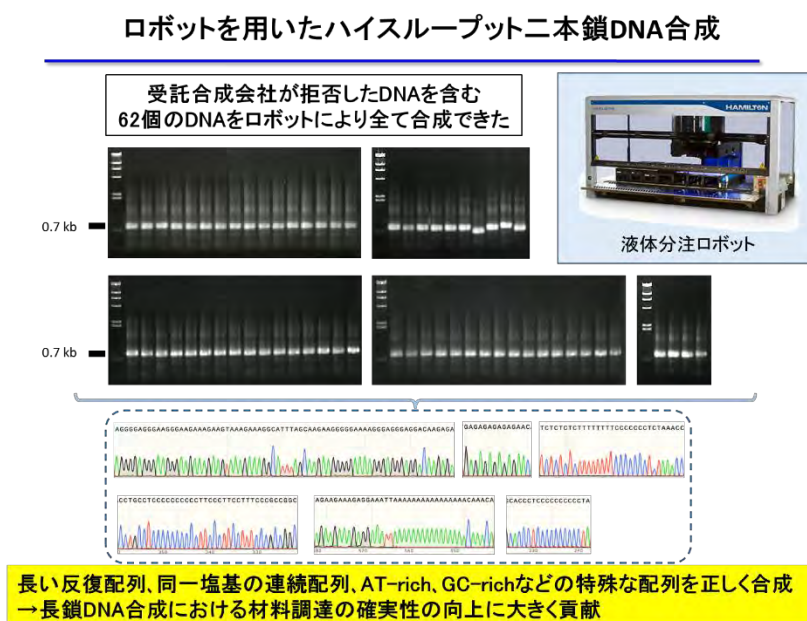 ロボットを用いたハイスループット二本鎖DNA合成
受託合成会社が拒否したDNAを含む
62個のDNAをロボットにより全て合成できた
HAMILTON
液体分注ロボット
0.7 kb
0.7 kb
AGGGGAGGGAAGGGAAGAAAGAAGTAAAGAAAGGCATTTAGCAAGAAGGGGGAAAAGGGAGGGAGGACAAGAGA
GAGAGAGAGAGAACA
TCTCTCTCTTTTTTTTTCCCCCCCTCTAAACC
CCTGCCTCCCCCCCCCCTTCCCTTCCTTTCCCGCCGGC
AGAAGAAAGAGGAAATTAAAAAAAAAAAAAAAACAAACA
CACCCTCCCCCCCCCCTA
長い反復配列、同一塩基の連続配列、AT-rich、GC-richなどの特殊な配列を正しく合成
→長鎖DNA合成における材料調達の確実性の向上に大きく貢献